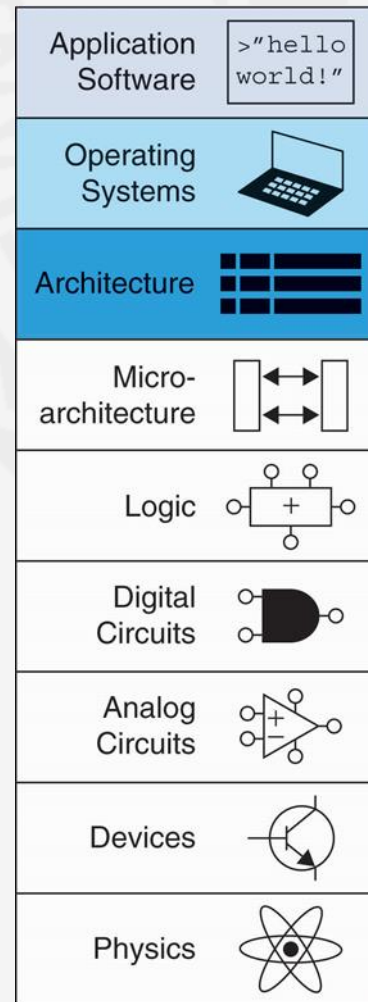 Application
Software
>"hello
world!"
Operating
Systems
Architecture
Micro-
architecture
Logic
+
Digital
Circuits
Analog
Circuits
+
−
Devices
Physics